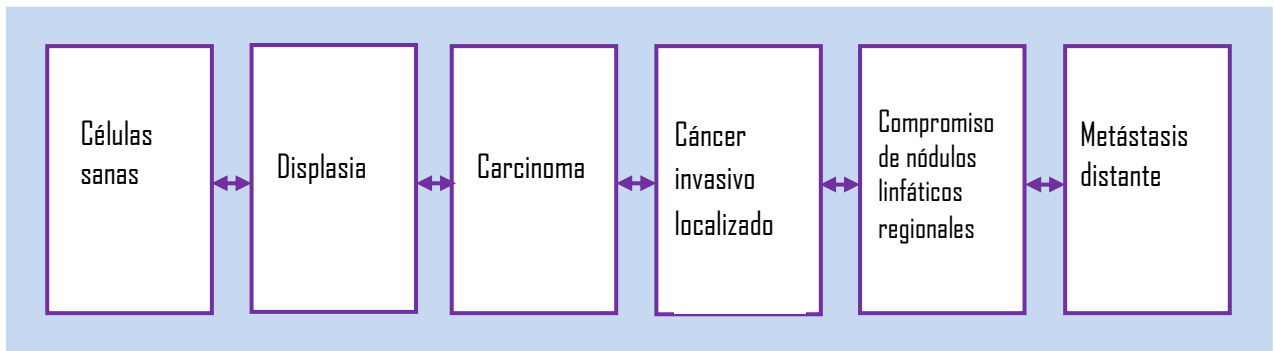 Células
sanas
Displasia
Carcinoma
Cáncer
invasivo
localizado
Compromiso
de nódulos
linfáticos
regionales
Metástasis
distante